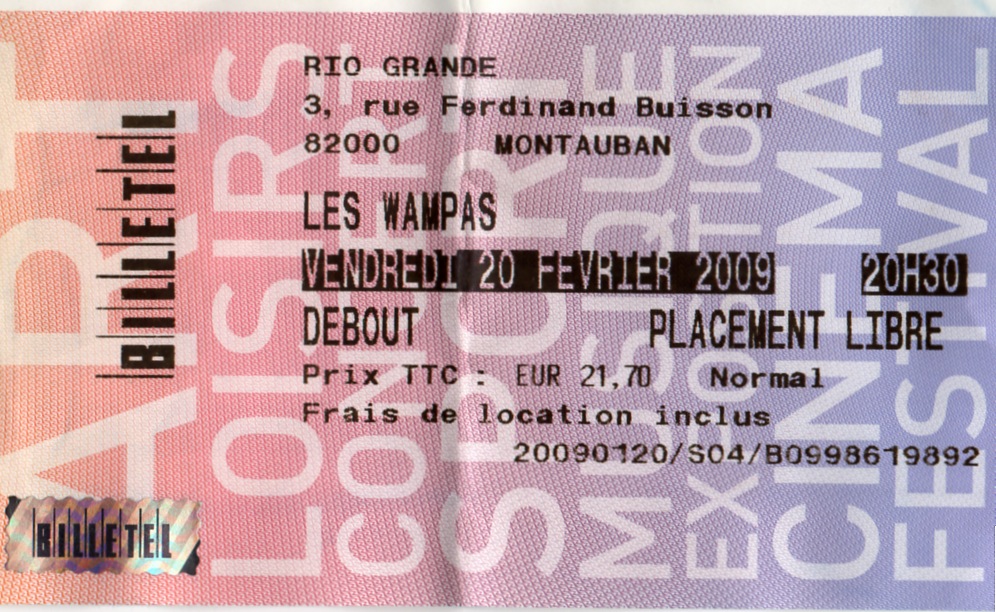 RIO GRANDE
3, rue Ferdinand Buisson
82000 MONTAUBAN
LES WAMPAS
VENDREDI 20 FEVRIER 2009 20H30
DEBOUT PLACEMENT LIBRE
Prix TTC : EUR 21,70 Normal
Frais de location inclus
20090120/S04/B0998619892
BILLETEL
BILLETEL
ART
LOISIRS
CONCERT
SPORT
MUSIQUE
EXPOSITION
CINEMA
FESTIVAL